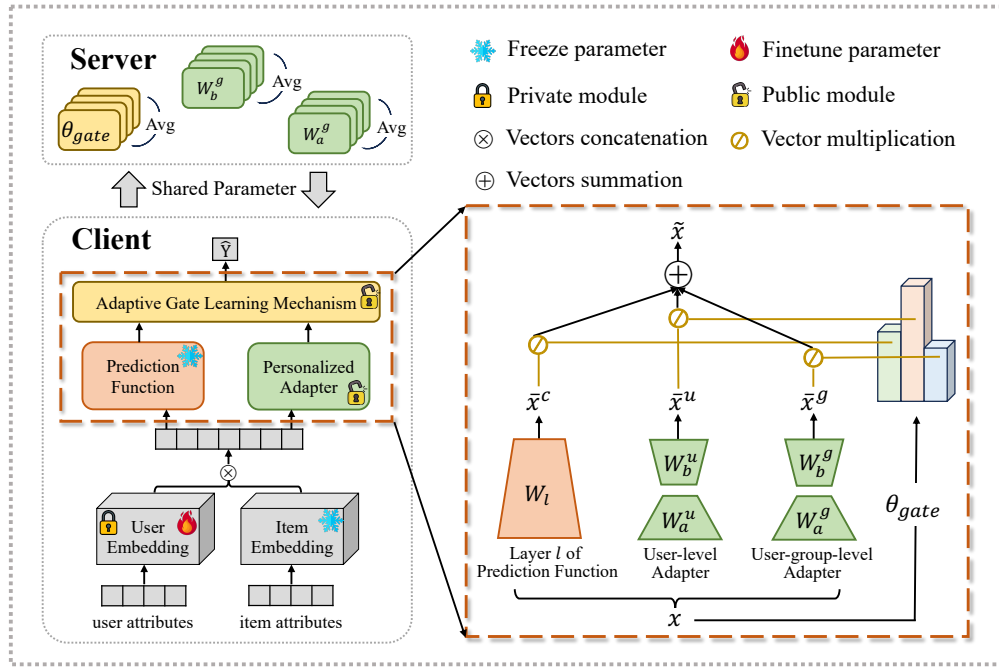 Server
W_b^g
Avg
θ_gate
Avg
W_a^g
Avg
Freeze parameter
Finetune parameter
Private module
Public module
Vectors concatenation
Vector multiplication
Vectors summation
Shared Parameter
Client
Ŷ
Adaptive Gate Learning Mechanism
Prediction
Function
Personalized
Adapter
User
Embedding
Item
Embedding
user attributes
item attributes
x̃
x̄^c
x̄^u
x̄^g
W_l
W_b^u
W_a^u
W_b^g
W_a^g
θ_gate
Layer l of
Prediction Function
User-level
Adapter
User-group-level
Adapter
x